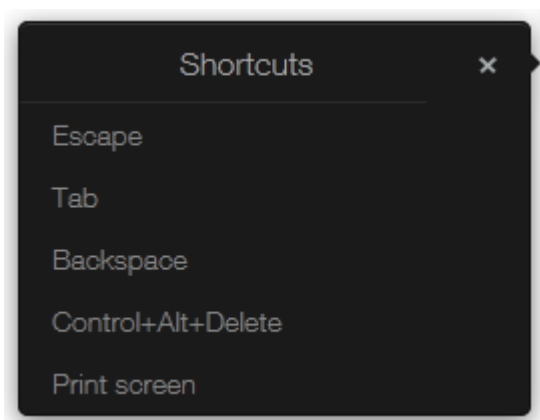 Shortcuts ×
Escape
Tab
Backspace
Control+Alt+Delete
Print screen